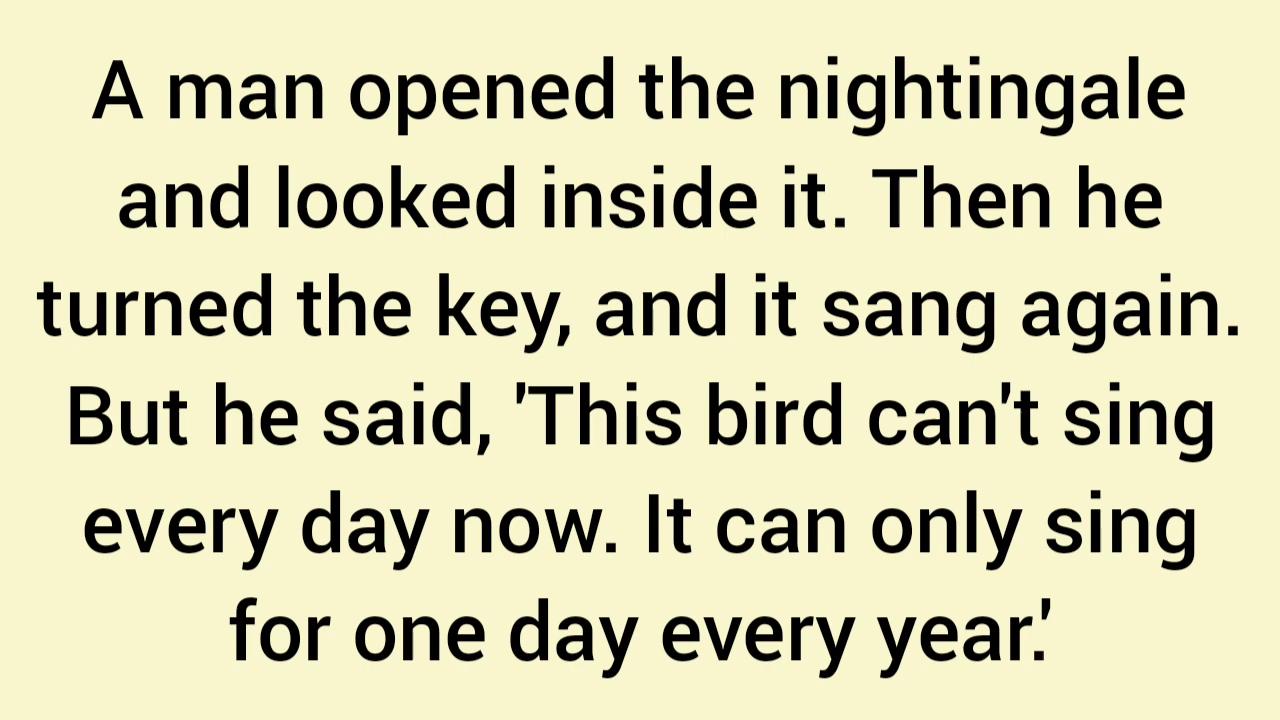 A man opened the nightingale
and looked inside it. Then he
turned the key, and it sang again.
But he said, 'This bird can't sing
every day now. It can only sing
for one day every year.'